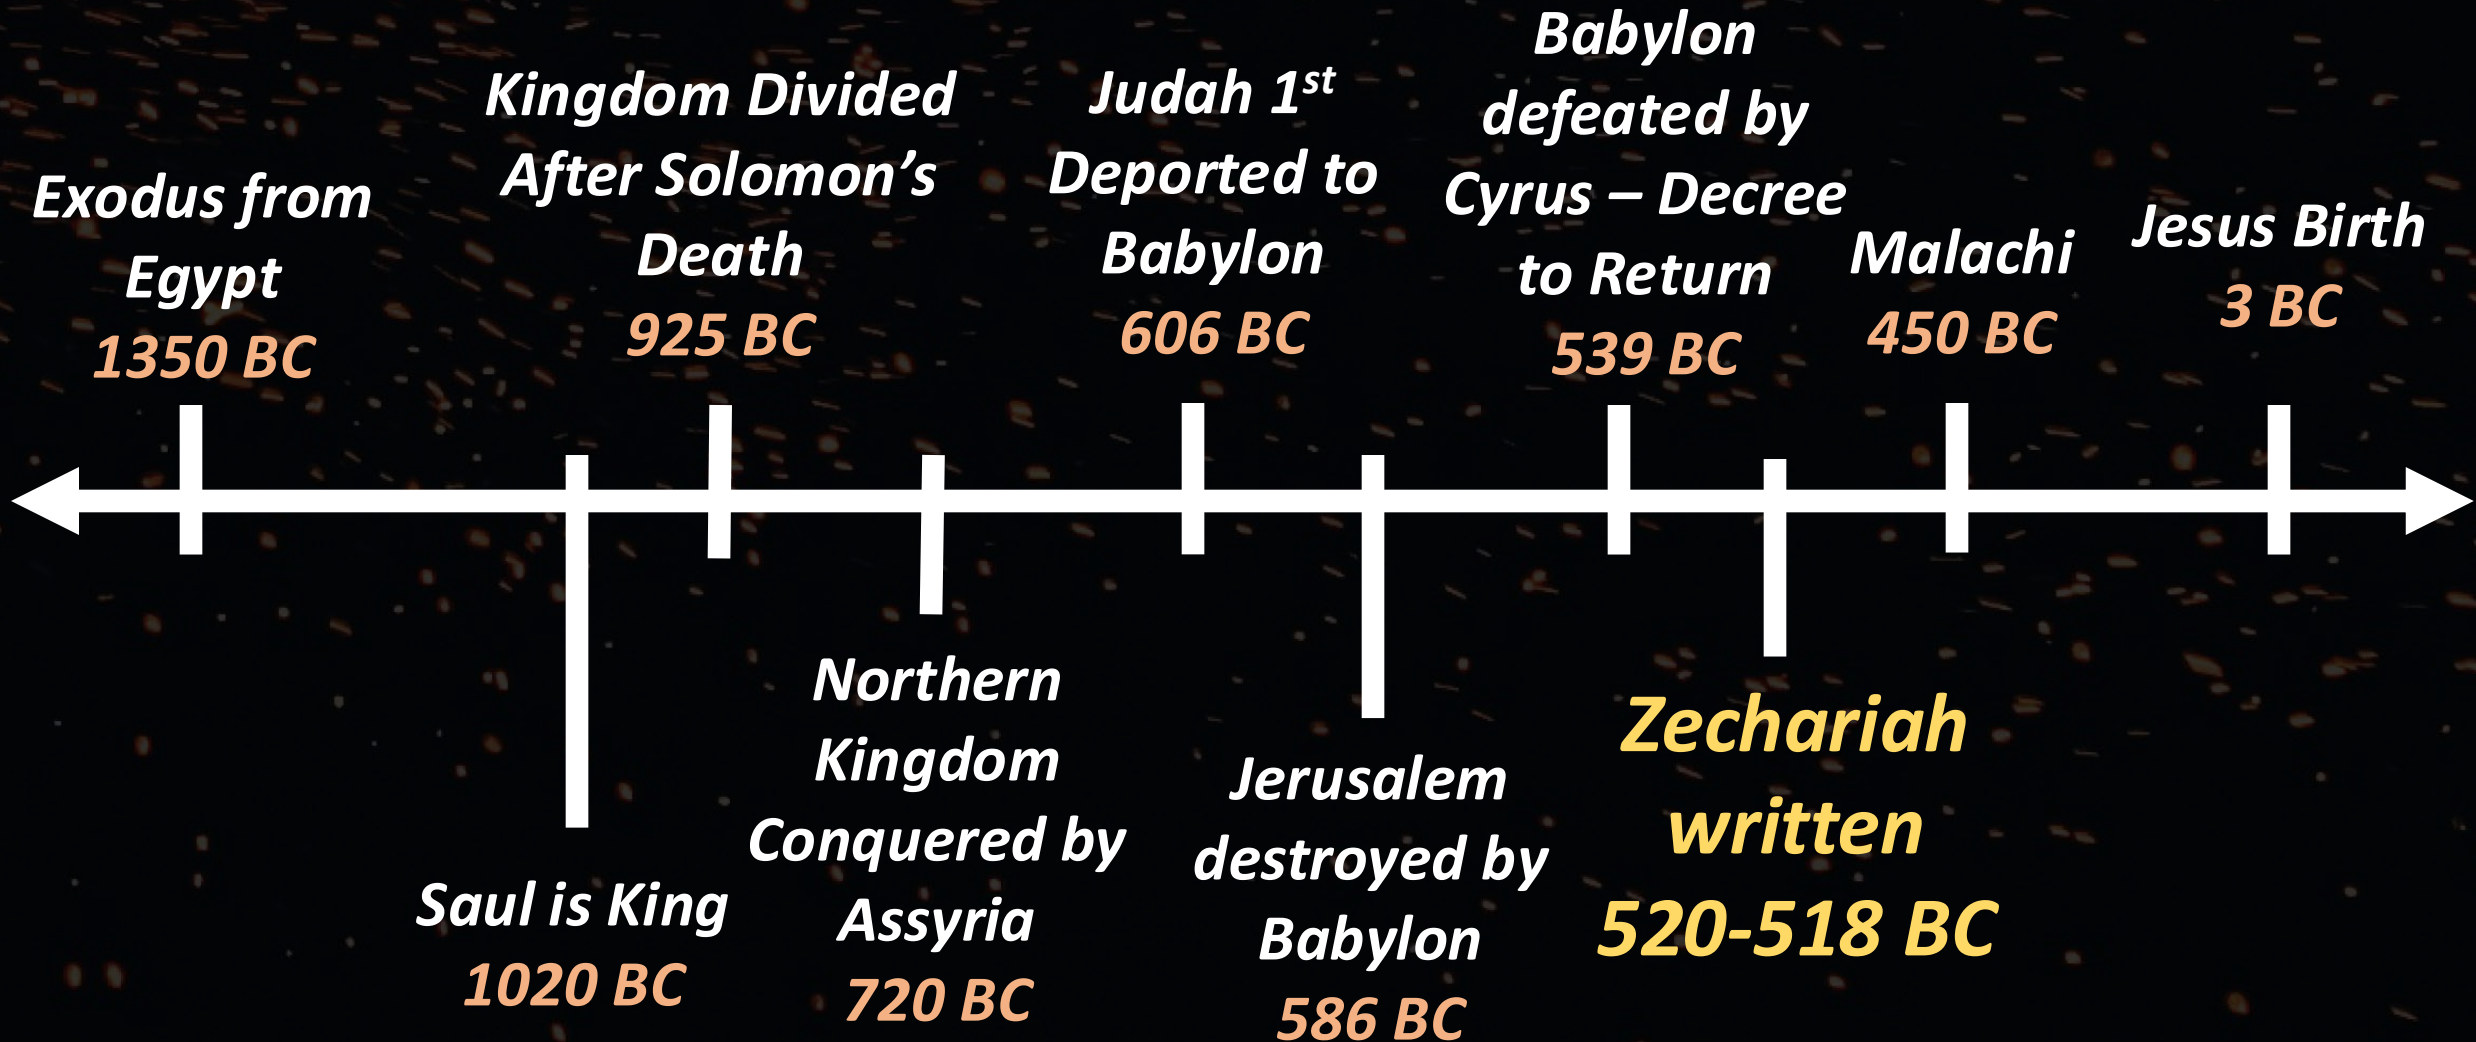 Exodus from
Egypt
1350 BC
Saul is King
1020 BC
Kingdom Divided
After Solomon’s
Death
925 BC
Northern
Kingdom
Conquered by
Assyria
720 BC
Judah 1st
Deported to
Babylon
606 BC
Jerusalem
destroyed by
Babylon
586 BC
Babylon
defeated by
Cyrus – Decree
to Return
539 BC
Zechariah
written
520-518 BC
Malachi
450 BC
Jesus Birth
3 BC